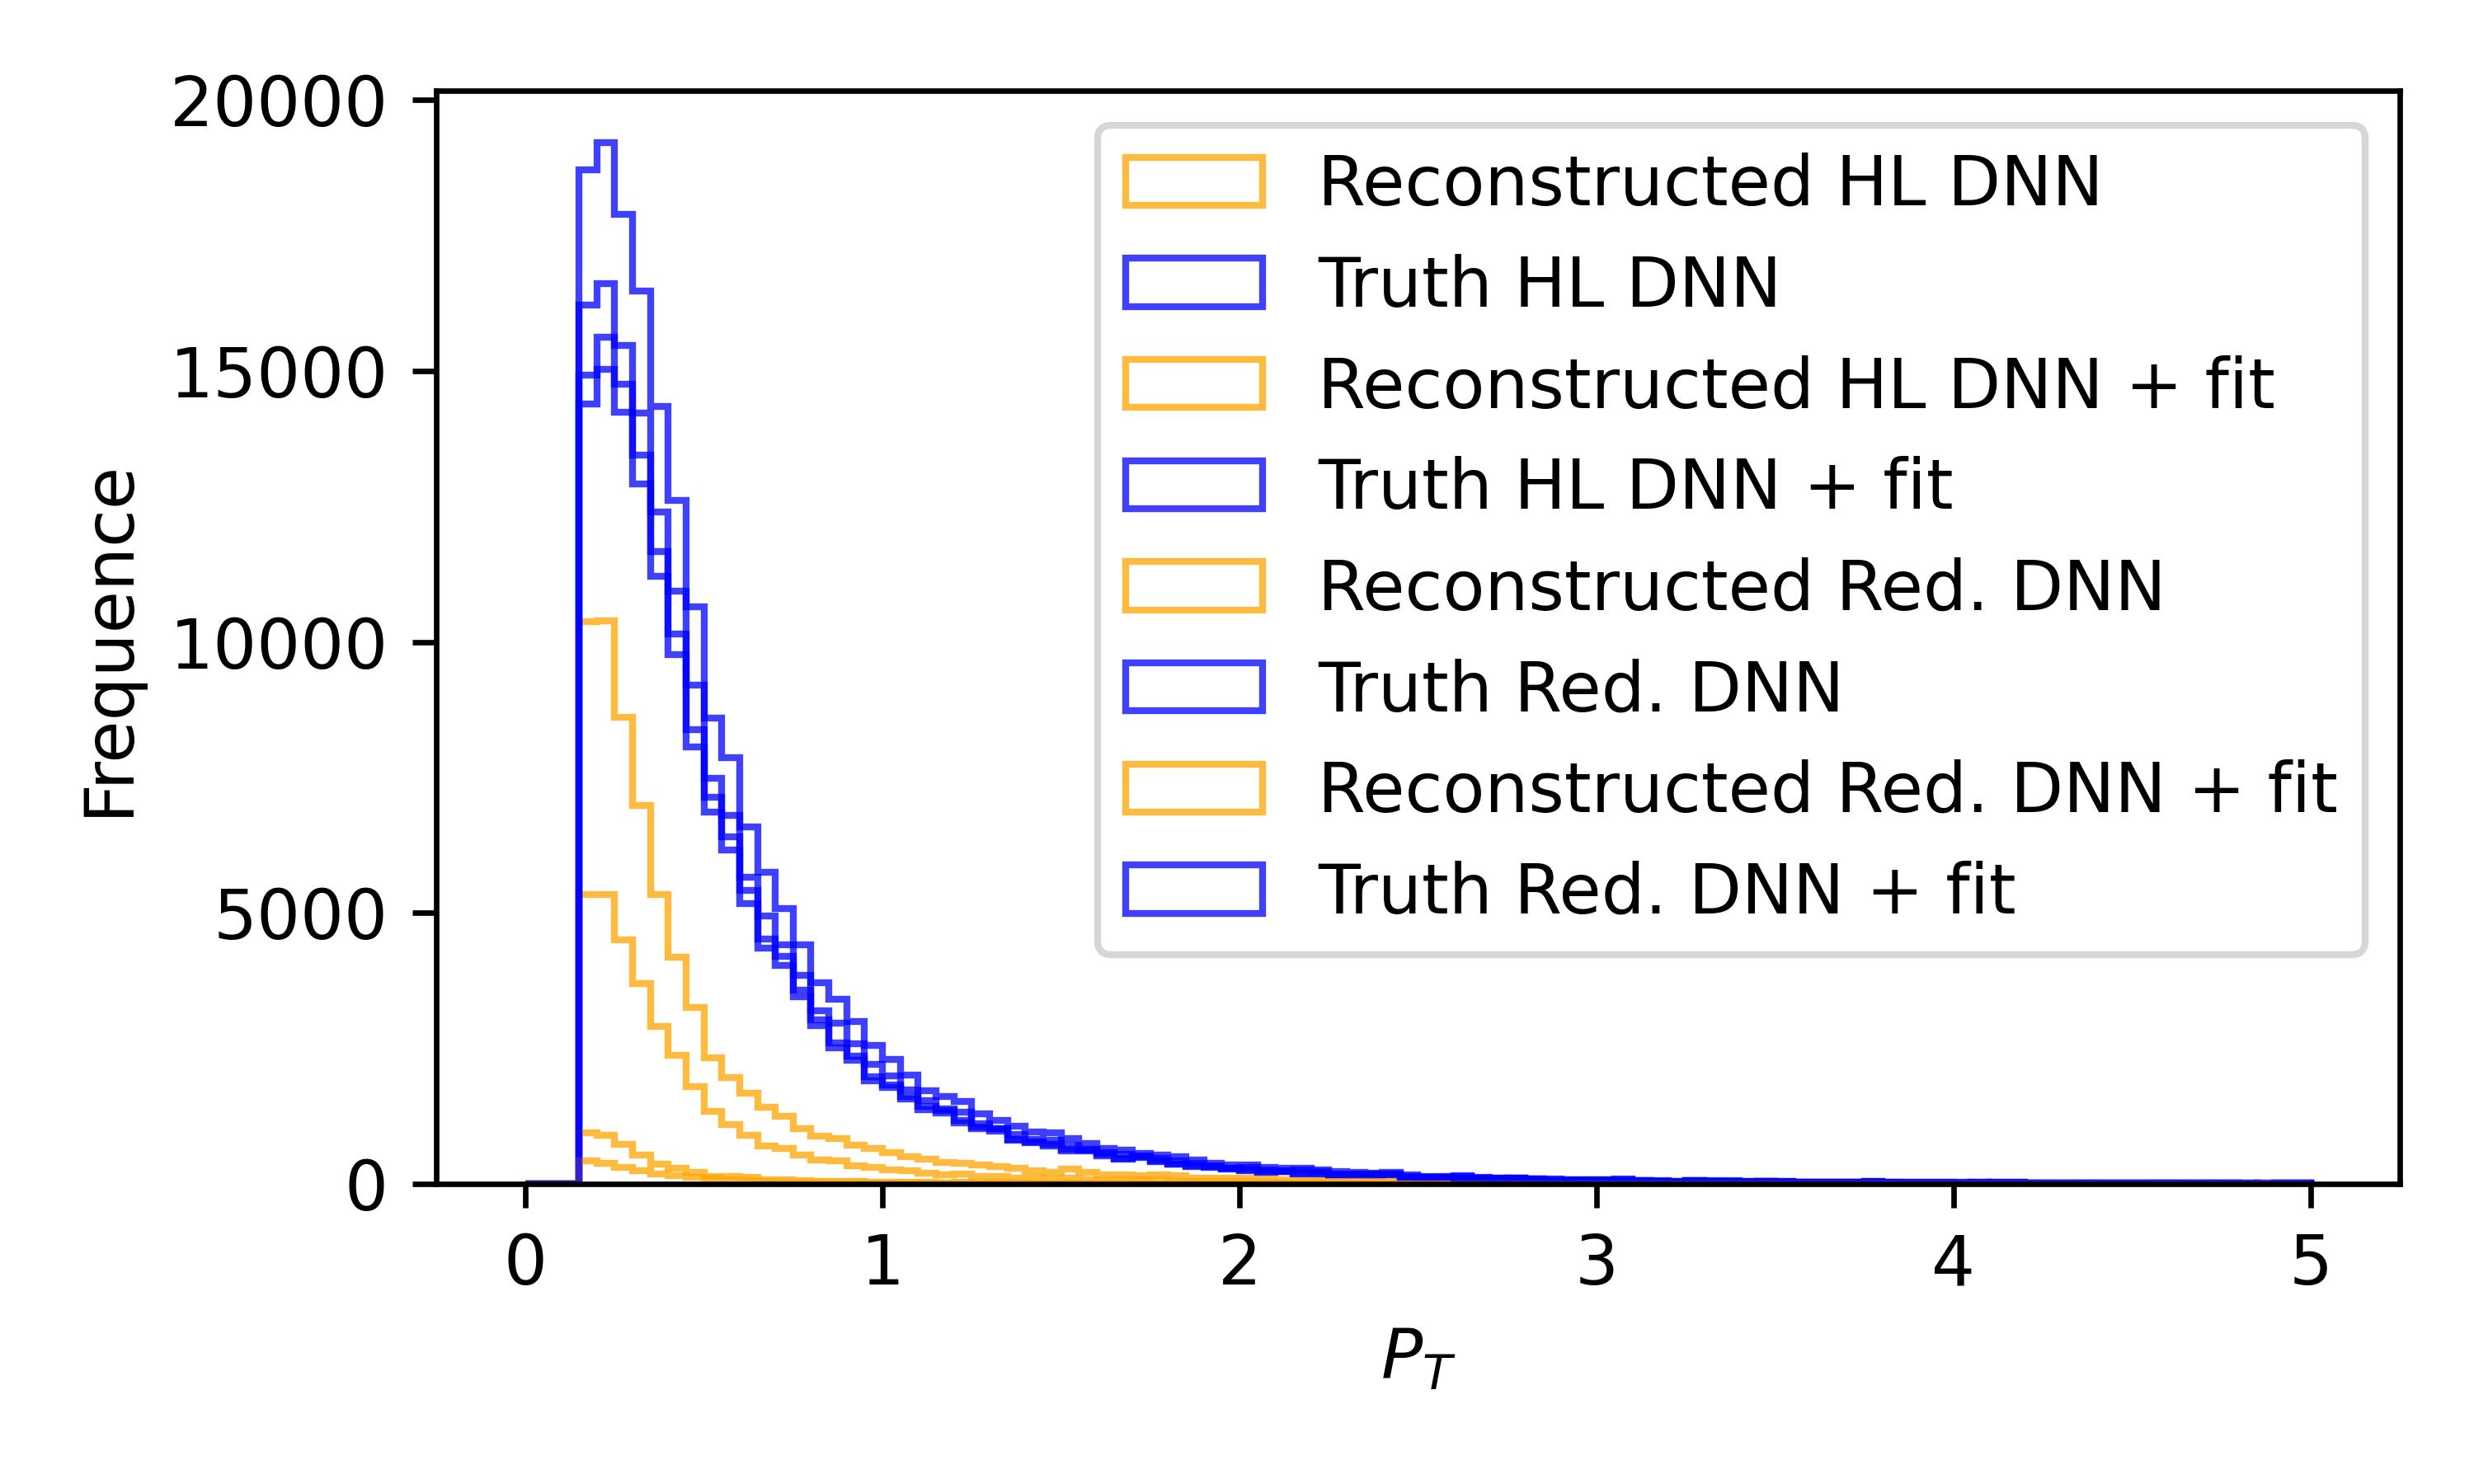 20000
15000
10000
5000
0
Frequence
Reconstructed HL DNN
Truth HL DNN
Reconstructed HL DNN + fit
Truth HL DNN + fit
Reconstructed Red. DNN
Truth Red. DNN
Reconstructed Red. DNN + fit
Truth Red. DNN + fit
0 1 2 3 4 5
P_T